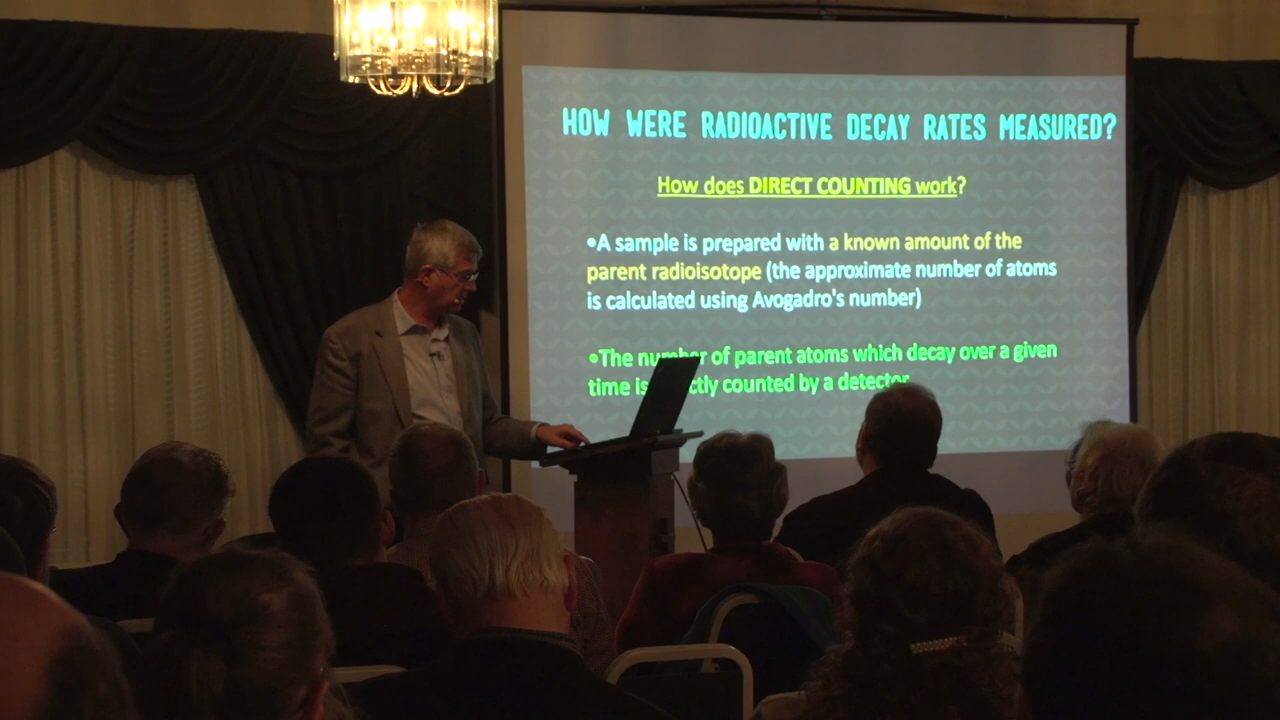 HOW WERE RADIOACTIVE DECAY RATES MEASURED?
How does DIRECT COUNTING work?
•A sample is prepared with a known amount of the
parent radioisotope (the approximate number of atoms
is calculated using Avogadro's number)
•The number of parent atoms which decay over a given
time is directly counted by a detector